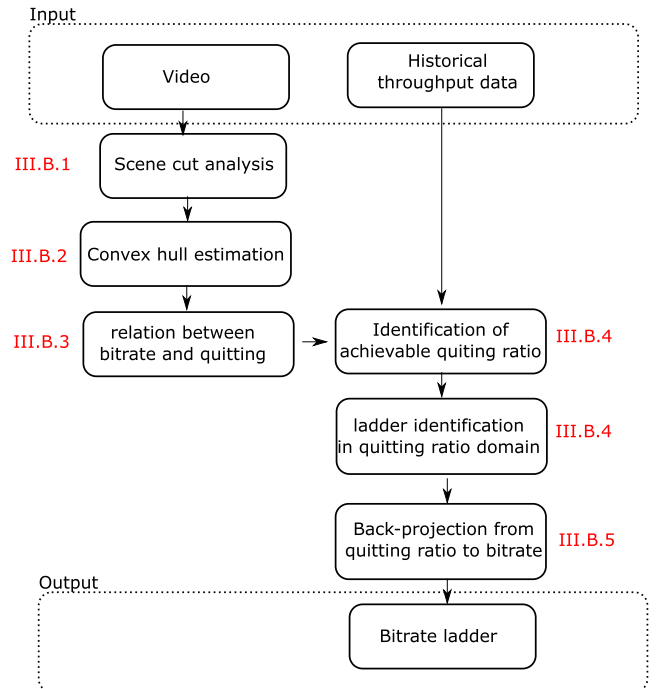 Input
Video
Historical
throughput data
III.B.1
Scene cut analysis
III.B.2
Convex hull estimation
III.B.3
relation between
bitrate and quitting
Identification of
achievable quiting ratio
III.B.4
ladder identification
in quitting ratio domain
III.B.4
Back-projection from
quitting ratio to bitrate
III.B.5
Output
Bitrate ladder